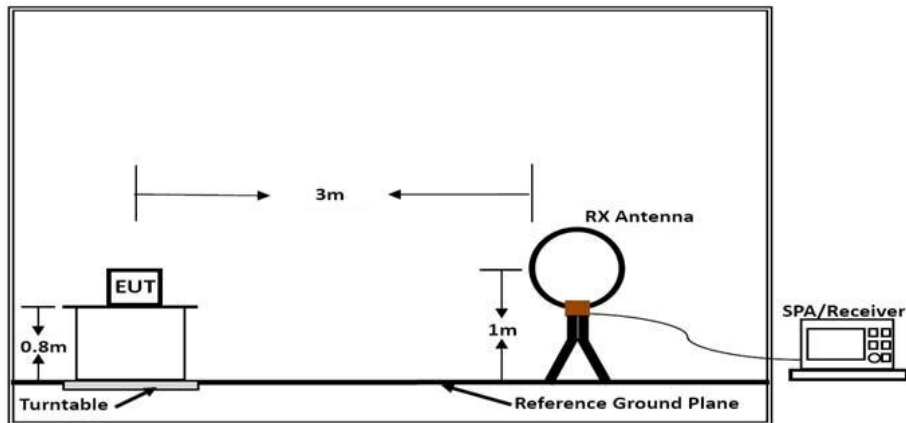 3m
RX Antenna
EUT
SPA/Receiver
0.8m
1m
Turntable
Reference Ground Plane